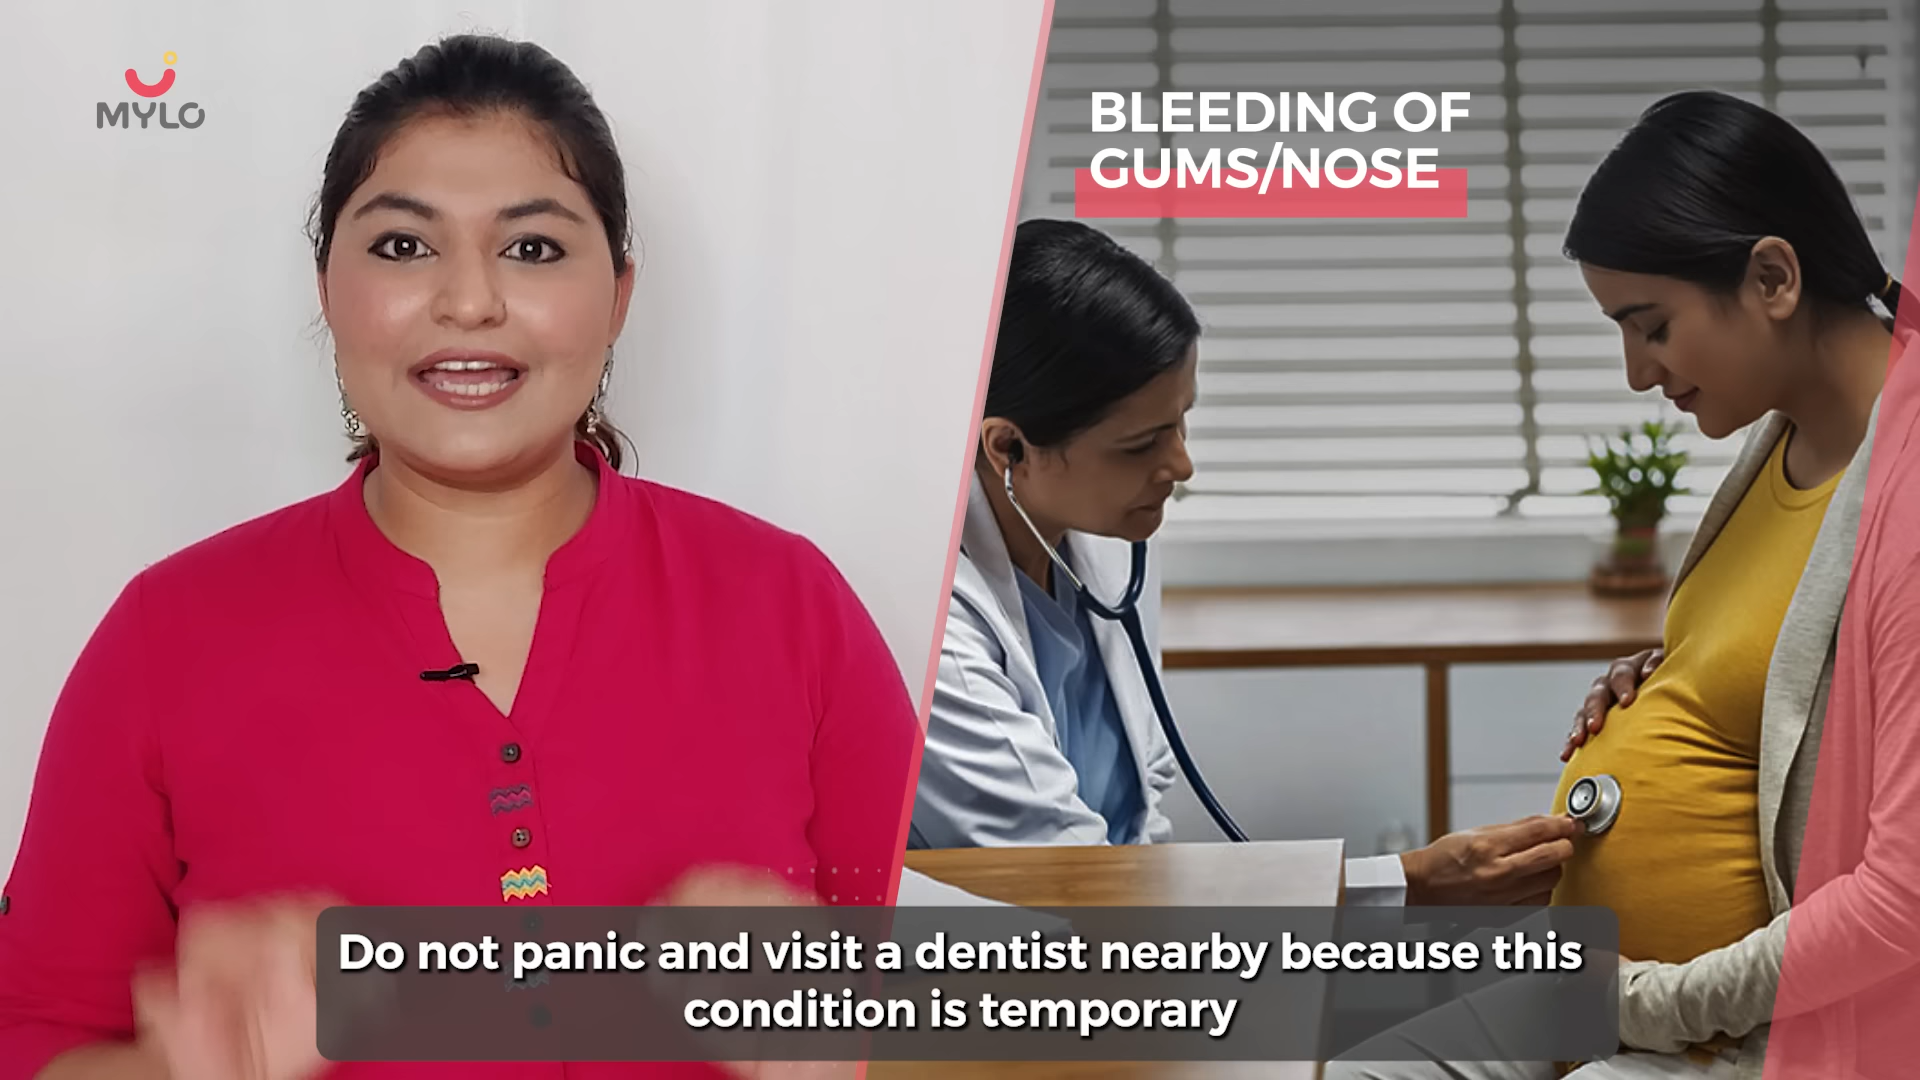 MYLO
BLEEDING OF
GUMS/NOSE
Do not panic and visit a dentist nearby because this
condition is temporary